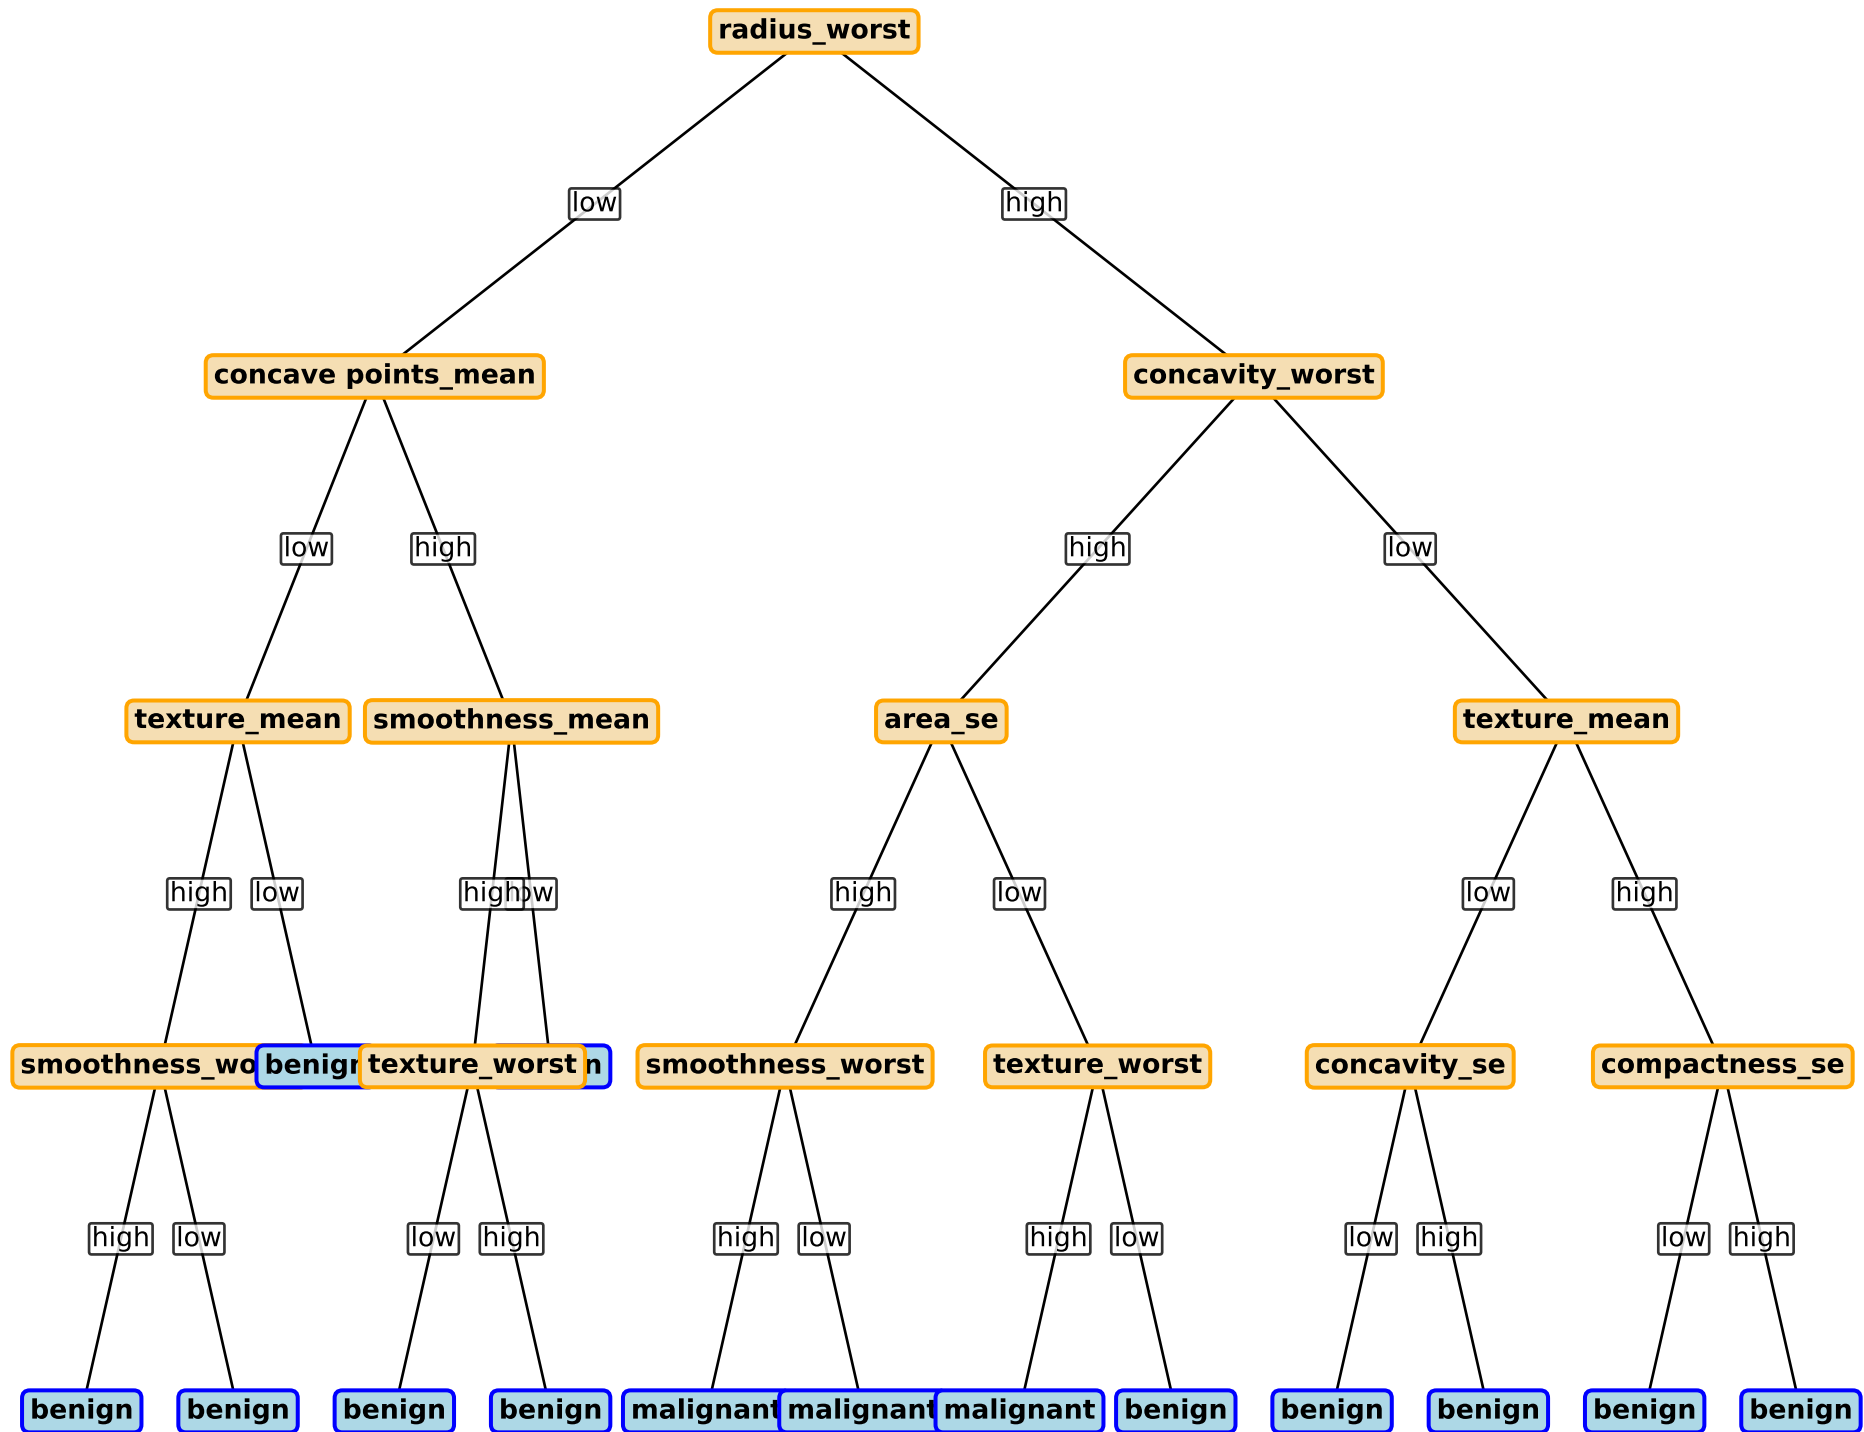 radius_worst
low
high
concave points_mean
concavity_worst
low
high
high
low
texture_mean
smoothness_mean
area_se
texture_mean
high
low
high
high
low
low
high
texture_worst
smoothness_worst
texture_worst
concavity_se
compactness_se
high
low
low
high
high
low
high
low
low
high
low
high
benign
benign
benign
benign
malignant
malignant
malignant
benign
benign
benign
benign
benign